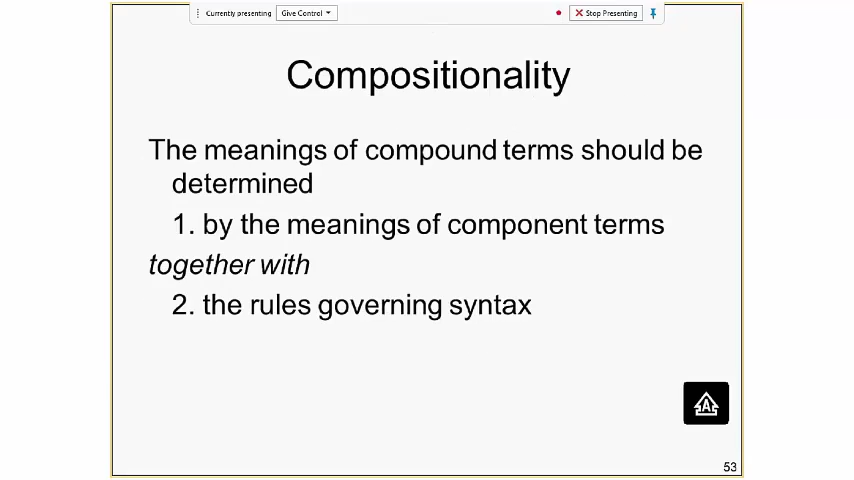 Currently presenting Give Control Stop Presenting
Compositionality
The meanings of compound terms should be
determined
1. by the meanings of component terms
together with
2. the rules governing syntax
A
53